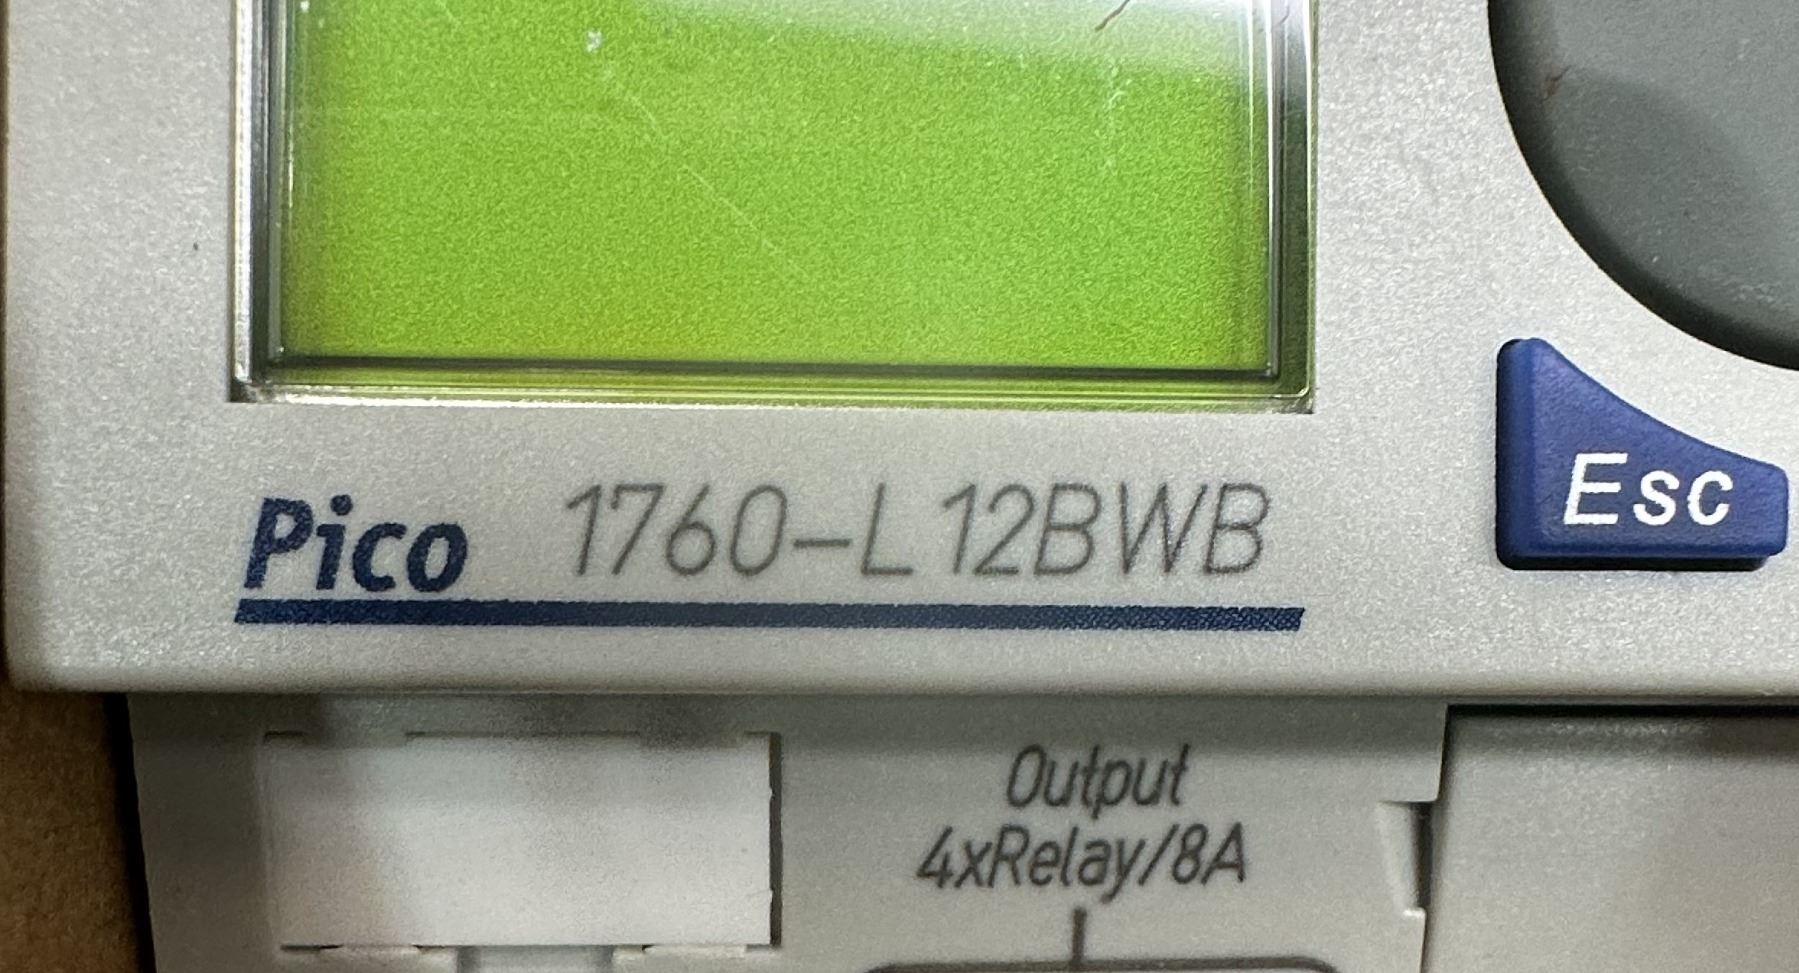 Pico 1760-L12BWB
Esc
Output
4xRelay/8A